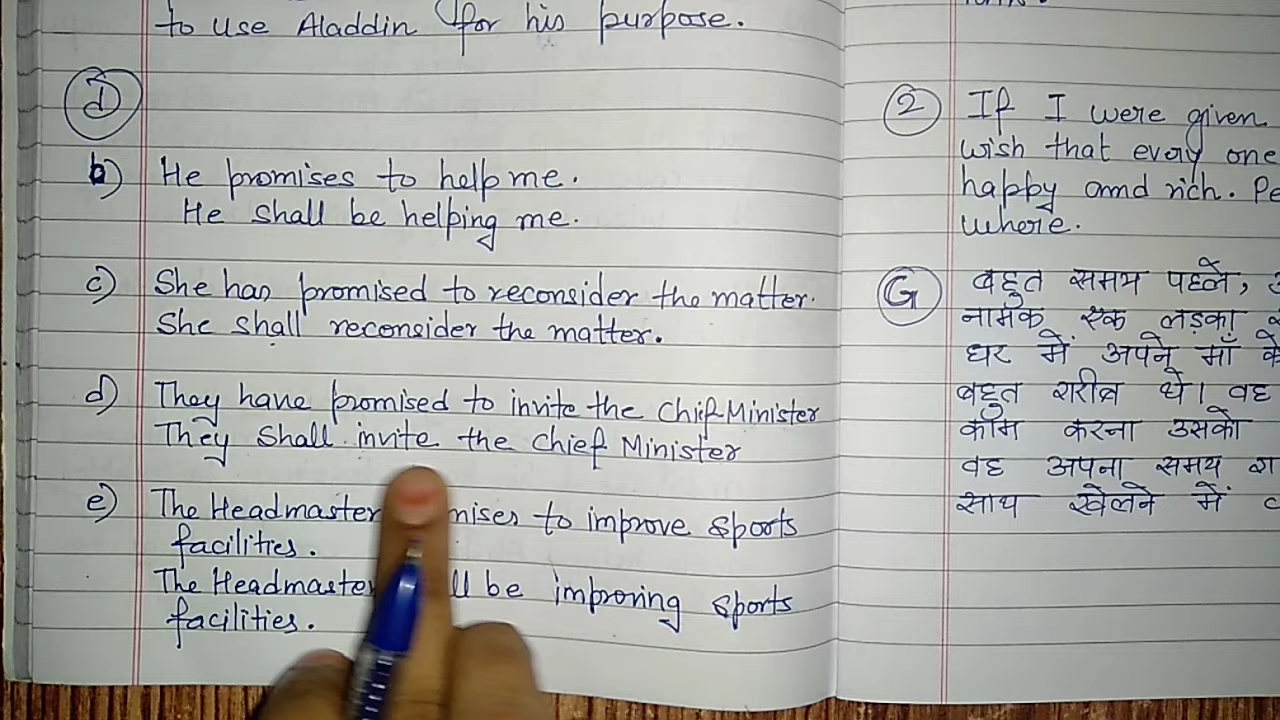 to use Aladdin for his purpose.
d
b) He promises to help me.
He shall be helping me.
c) She has promised to reconsider the matter.
She shall reconsider the matter.
d) They have promised to invite the Chief Minister
They shall invite the Chief Minister
e) The Headmaster mises to improve sports
facilities.
The Headmaster ll be improving sports
facilities.
2 If I were given
wish that every one
happy annd rich. Pe
where.
G बहुत समय पहले,
नामक एक लड़का
घर में अपने माँ के
बहुत गरीब थे। वह
काम करना उसको
वह अपना समय ग
साथ खेलने में